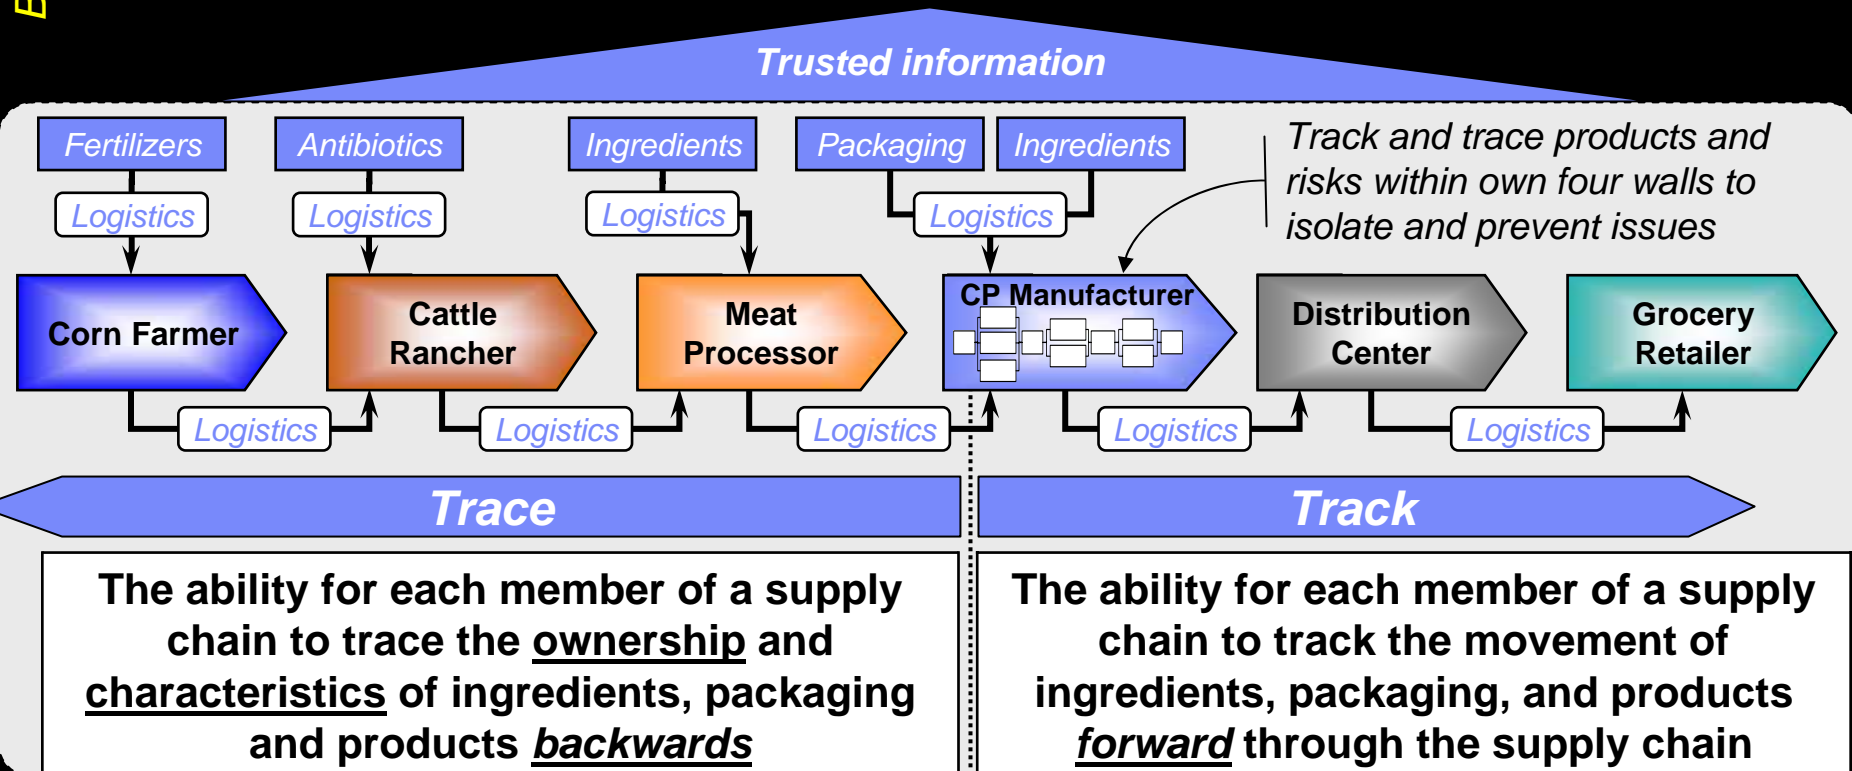 Trusted information
Fertilizers
Antibiotics
Ingredients
Packaging
Ingredients
Track and trace products and
risks within own four walls to
isolate and prevent issues
Logistics
Logistics
Logistics
Logistics
Corn Farmer
Cattle
Rancher
Meat
Processor
CP Manufacturer
Distribution
Center
Grocery
Retailer
Logistics
Logistics
Logistics
Logistics
Logistics
Trace
Track
The ability for each member of a supply
chain to trace the ownership and
characteristics of ingredients, packaging
and products backwards
The ability for each member of a supply
chain to track the movement of
ingredients, packaging, and products
forward through the supply chain